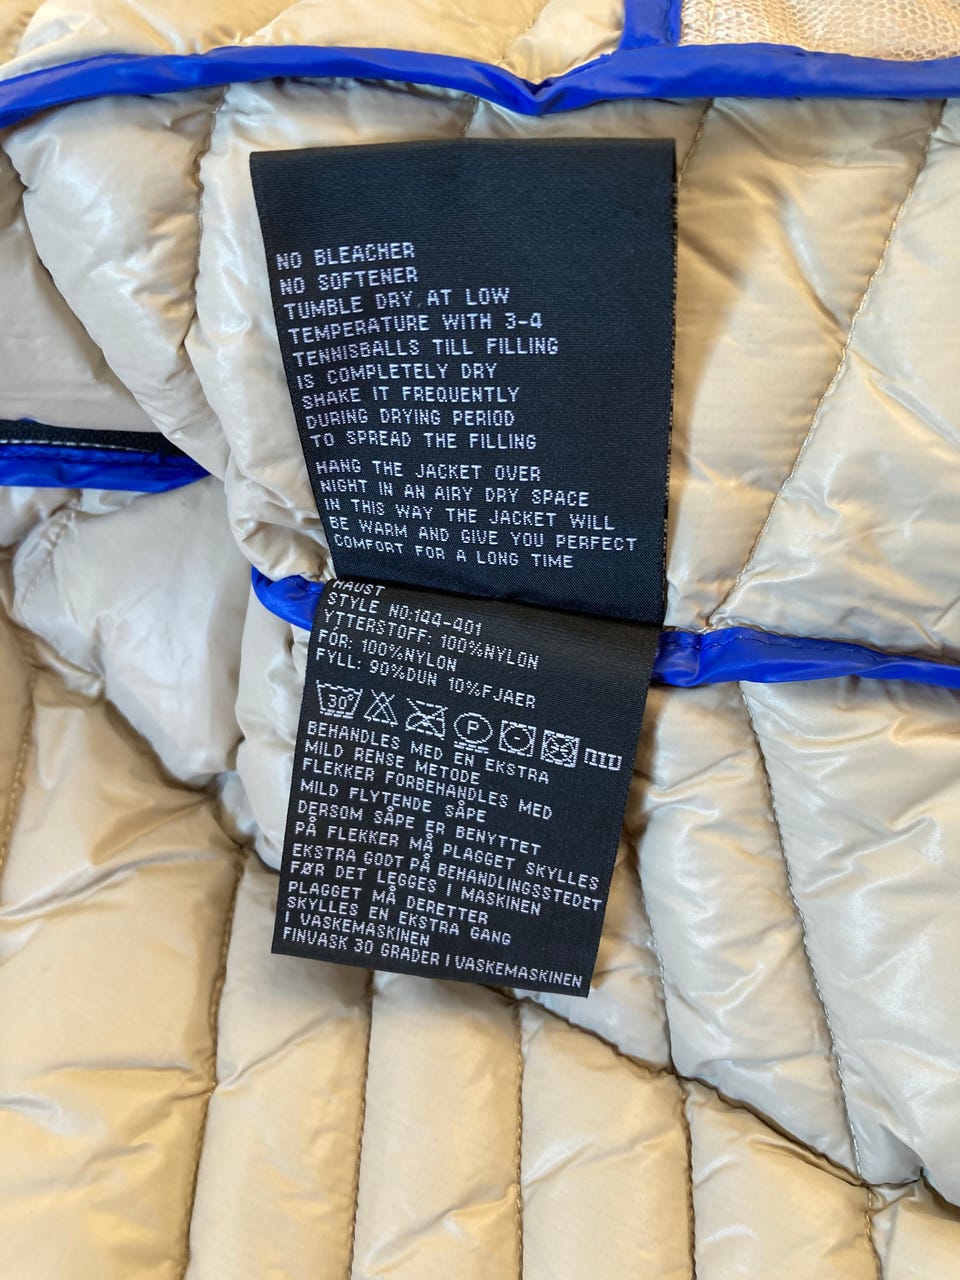 NO BLEACHER
NO SOFTENER
TUMBLE DRY, AT LOW
TEMPERATURE WITH 3-4
TENNISBALLS TILL FILLING
IS COMPLETELY DRY
SHAKE IT FREQUENTLY
DURING DRYING PERIOD
TO SPREAD THE FILLING
HANG THE JACKET OVER
NIGHT IN AN AIRY DRY SPACE
IN THIS WAY THE JACKET WILL
BE WARM AND GIVE YOU PERFECT
COMFORT FOR A LONG TIME
HAUST
STYLE NO:144-401
YTTERSTOFF: 100%NYLON
FÓR: 100%NYLON
FYLL: 90%DUN 10%FJAER
30° P
BEHANDLES MED EN EKSTRA
MILD RENSE METODE
FLEKKER FORBEHANDLES MED
MILD FLYTENDE SÅPE
DERSOM SÅPE ER BENYTTET
PÅ FLEKKER MÅ PLAGGET SKYLLES
EKSTRA GODT PÅ BEHANDLINGSSTEDET
FØR DET LEGGES I MASKINEN
PLAGGET MÅ DERETTER
SKYLLES EN EKSTRA GANG
I VASKEMASKINEN
FINVASK 30 GRADER I VASKEMASKINEN